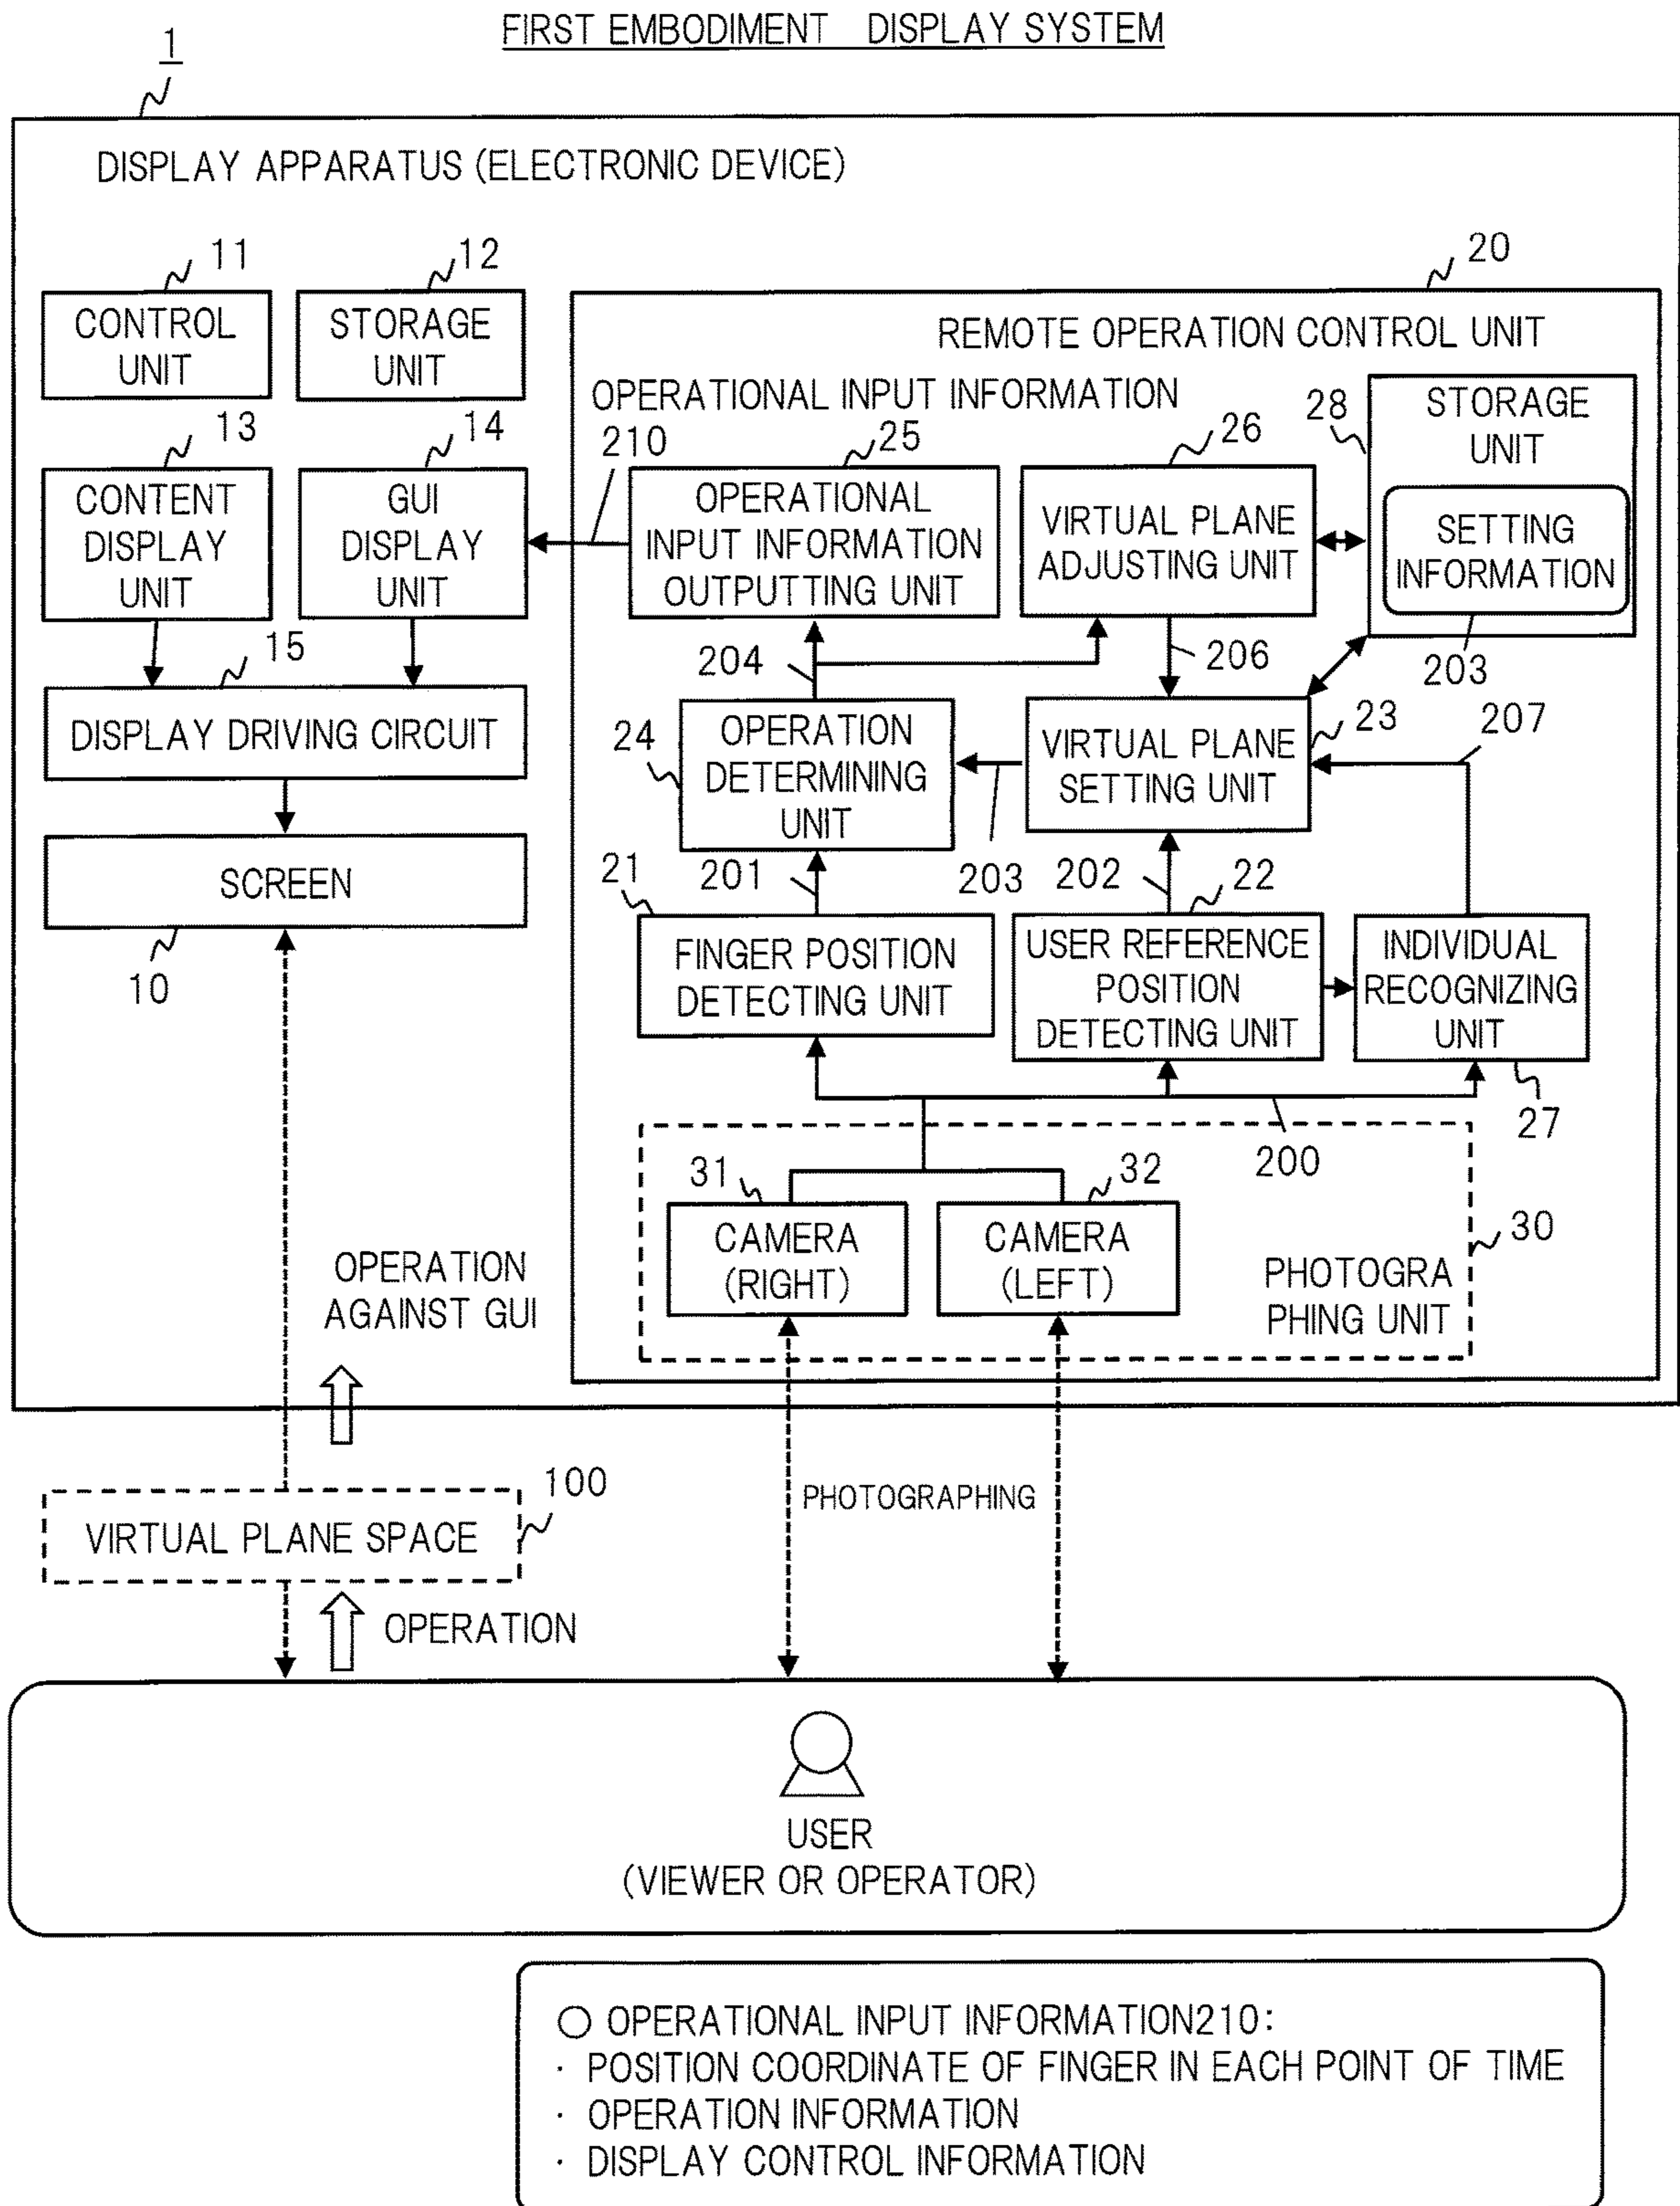 FIRST EMBODIMENT DISPLAY SYSTEM
1
DISPLAY APPARATUS (ELECTRONIC DEVICE)
11
CONTROL
UNIT
12
STORAGE
UNIT
13
CONTENT
DISPLAY
UNIT
14
GUI
DISPLAY
UNIT
15
DISPLAY DRIVING CIRCUIT
SCREEN
10
20
REMOTE OPERATION CONTROL UNIT
OPERATIONAL INPUT INFORMATION
210
25
OPERATIONAL
INPUT INFORMATION
OUTPUTTING UNIT
26
VIRTUAL PLANE
ADJUSTING UNIT
28
STORAGE
UNIT
SETTING
INFORMATION
203
204
206
24
OPERATION
DETERMINING
UNIT
203
VIRTUAL PLANE
SETTING UNIT
23
207
21
201
FINGER POSITION
DETECTING UNIT
202
22
USER REFERENCE
POSITION
DETECTING UNIT
INDIVIDUAL
RECOGNIZING
UNIT
27
200
31
CAMERA
(RIGHT)
32
CAMERA
(LEFT)
PHOTOGRA
PHING UNIT
30
OPERATION
AGAINST GUI
VIRTUAL PLANE SPACE
100
PHOTOGRAPHING
OPERATION
USER
(VIEWER OR OPERATOR)
○ OPERATIONAL INPUT INFORMATION210:
· POSITION COORDINATE OF FINGER IN EACH POINT OF TIME
· OPERATION INFORMATION
· DISPLAY CONTROL INFORMATION